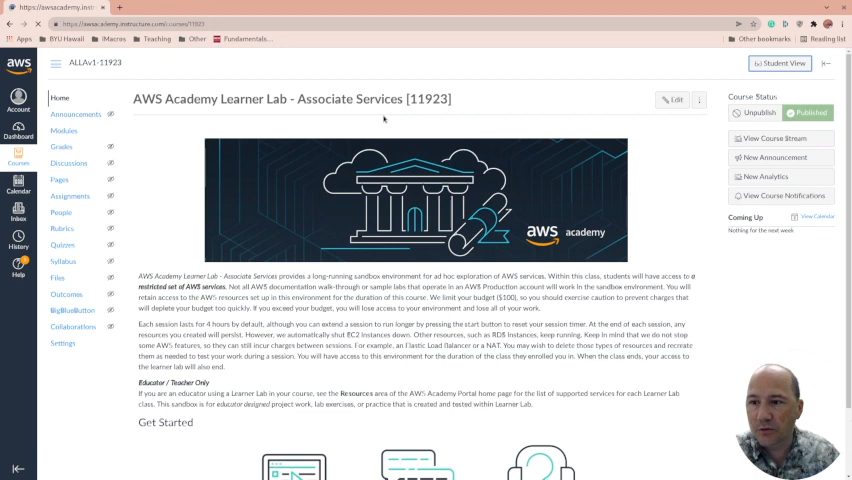 https://awsacademy.instructu
https://awsacademy.instructure.com/courses/11923
Apps
BYU Hawaii
iMacros
Teaching
Other
Fundamentals...
Other bookmarks
Reading list
aws
Account
Dashboard
Courses
Calendar
Inbox
History
Help
ALLAv1-11923
Student View
Home
Announcements
Modules
Grades
Discussions
Pages
Assignments
People
Rubrics
Quizzes
Syllabus
Files
Outcomes
BigBlueButton
Collaborations
Settings
AWS Academy Learner Lab - Associate Services [11923]
Edit
aws academy
AWS Academy Learner Lab - Associate Services provides a long-running sandbox environment for ad hoc exploration of AWS services. Within this class, students will have access to a
restricted set of AWS services. Not all AWS documentation walk-through or sample labs that operate in an AWS Production account will work in the sandbox environment. You will
retain access to the AWS resources set up in this environment for the duration of this course. We limit your budget ($100), so you should exercise caution to prevent charges that
will deplete your budget too quickly. If you exceed your budget, you will lose access to your environment and lose all of your work.
Each session lasts for 4 hours by default, although you can extend a session to run longer by pressing the start button to reset your session timer. At the end of each session, any
resources you created will persist. However, we automatically shut EC2 instances down. Other resources, such as RDS instances, keep running. Keep in mind that we do not stop
some AWS features, so they can still incur charges between sessions. For example, an Elastic Load Balancer or a NAT. You may wish to delete those types of resources and recreate
them as needed to test your work during a session. You will have access to this environment for the duration of the class they enrolled you in. When the class ends, your access to
the learner lab will also end.
Educator / Teacher Only
If you are an educator using a Learner Lab in your course, see the Resources area of the AWS Academy Portal home page for the list of supported services for each Learner Lab
class. This sandbox is for educator designed project work, lab exercises, or practice that is created and tested within Learner Lab.
Get Started
Course Status
Unpublish
Published
View Course Stream
New Announcement
New Analytics
View Course Notifications
Coming Up
View Calendar
Nothing for the next week